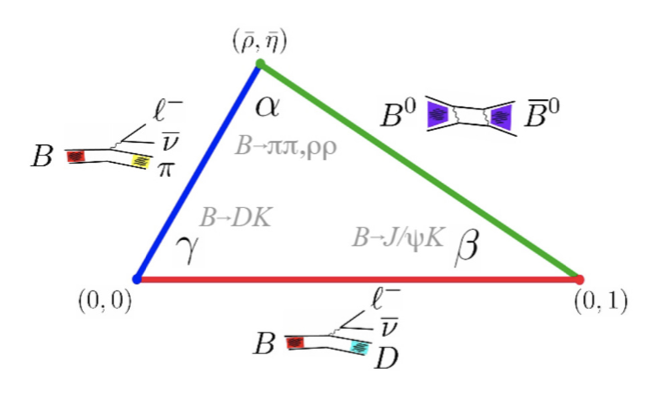 (ρ̄, η̄)
α
B⁰
B̄⁰
ℓ⁻
ν̄
B
π
B→ππ,ρρ
B→DK
γ
B→J/ψK
β
(0,0)
(0,1)
ℓ⁻
ν̄
B
D